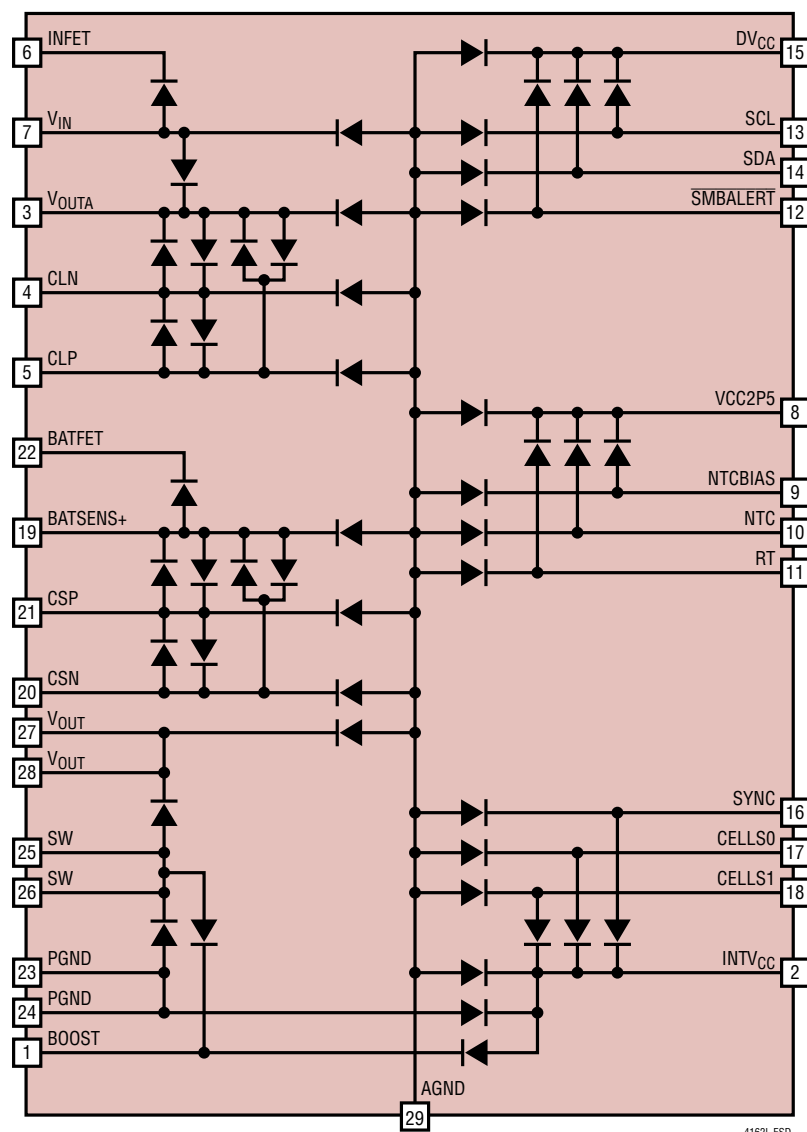 6 INFET
7 VIN
3 VOUTA
4 CLN
5 CLP
22 BATFET
19 BATSENS+
21 CSP
20 CSN
27 VOUT
28 VOUT
25 SW
26 SW
23 PGND
24 PGND
1 BOOST
DVCC 15
SCL 13
SDA 14
SMBALERT 12
VCC2P5 8
NTCBIAS 9
NTC 10
RT 11
SYNC 16
CELLS0 17
CELLS1 18
INTVCC 2
AGND
29
4162L ESD